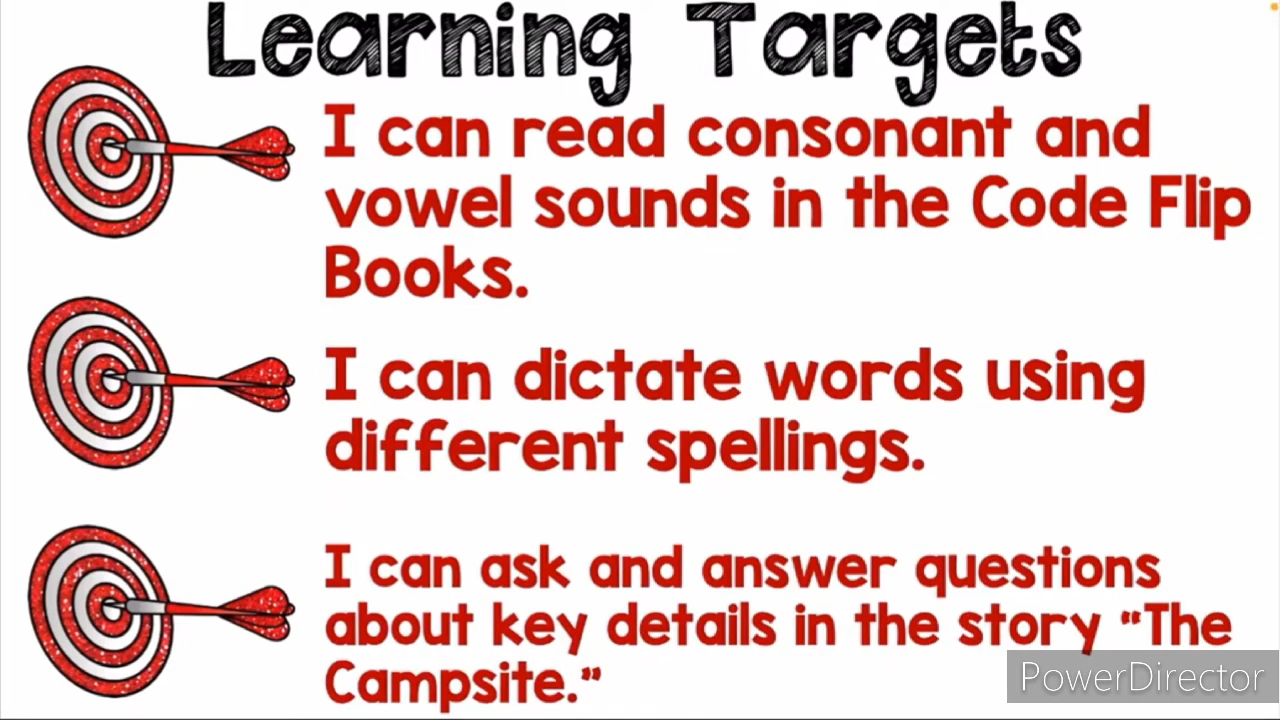 Learning Targets
I can read consonant and
vowel sounds in the Code Flip
Books.
I can dictate words using
different spellings.
I can ask and answer questions
about key details in the story “The
Campsite.”
PowerDirector